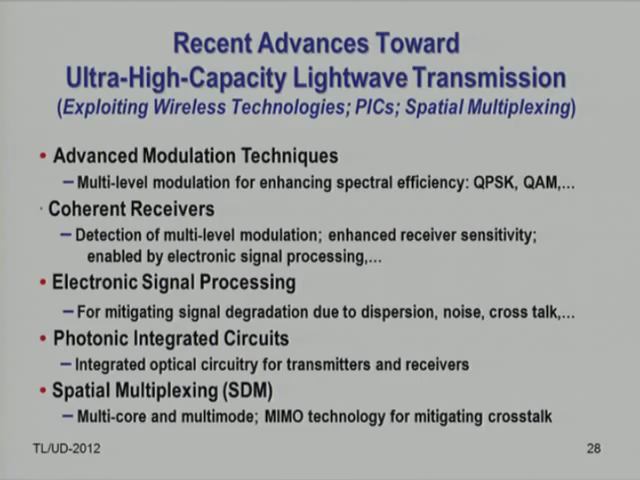 Recent Advances Toward
Ultra-High-Capacity Lightwave Transmission
(Exploiting Wireless Technologies; PICs; Spatial Multiplexing)
• Advanced Modulation Techniques
– Multi-level modulation for enhancing spectral efficiency: QPSK, QAM,...
· Coherent Receivers
– Detection of multi-level modulation; enhanced receiver sensitivity;
enabled by electronic signal processing,...
• Electronic Signal Processing
– For mitigating signal degradation due to dispersion, noise, cross talk,...
• Photonic Integrated Circuits
– Integrated optical circuitry for transmitters and receivers
• Spatial Multiplexing (SDM)
– Multi-core and multimode; MIMO technology for mitigating crosstalk
TL/UD-2012
28